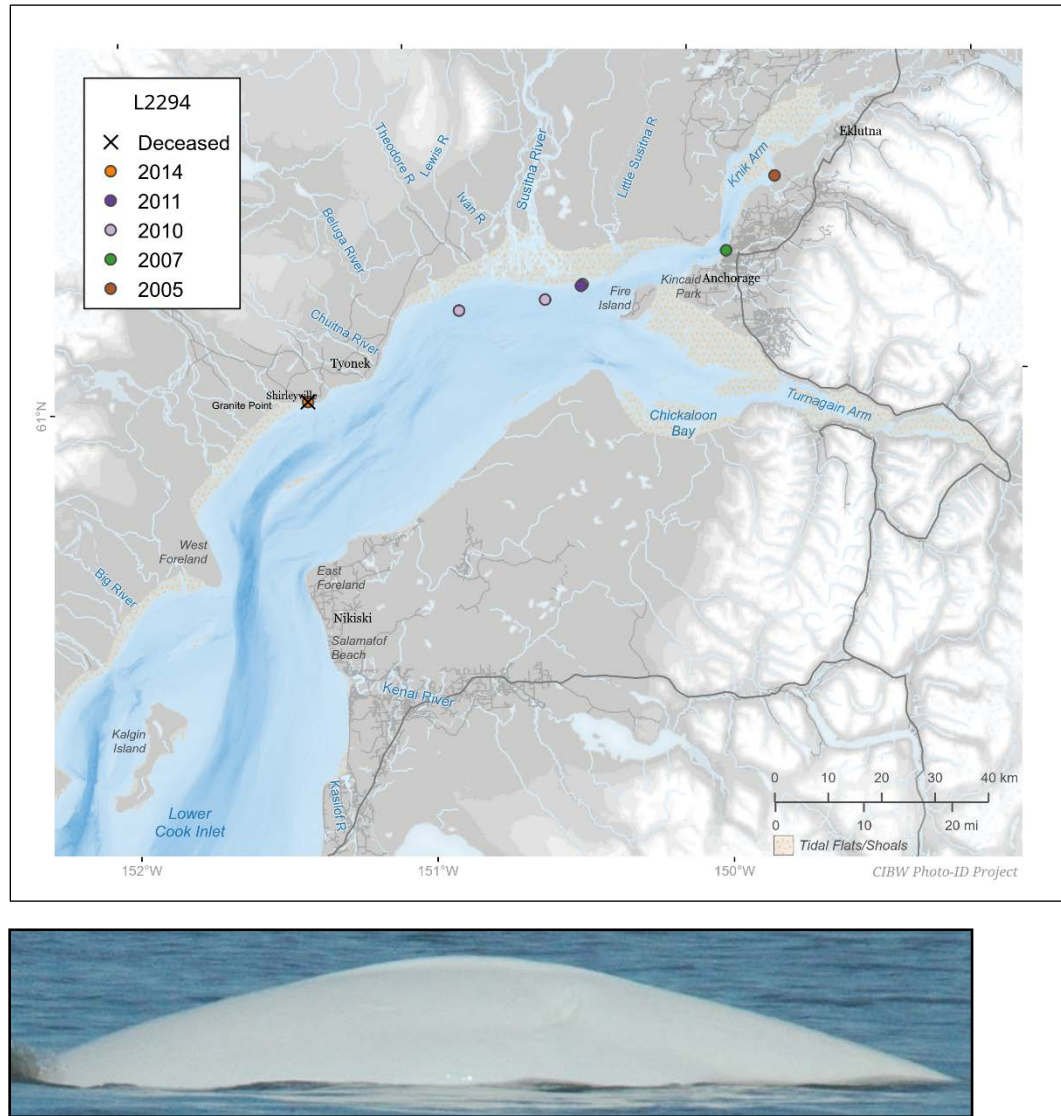 L2294
Deceased
2014
2011
2010
2007
2005
Theodore R
Lewis R
Ivan R
Susitna River
Little Susitna R
Beluga River
Chuitna River
Knik Arm
Eklutna
Anchorage
Kincaid
Park
Fire
Island
Tyonek
Shirleyville
Granite Point
Turnagain Arm
Chickaloon
Bay
61°N
West
Foreland
East
Foreland
Big River
Nikiski
Salamatof
Beach
Kenai River
Kalgin
Island
Kasilof R
Lower
Cook Inlet
0 10 20 30 40 km
0 10 20 mi
Tidal Flats/Shoals
152°W 151°W 150°W
CIBW Photo-ID Project